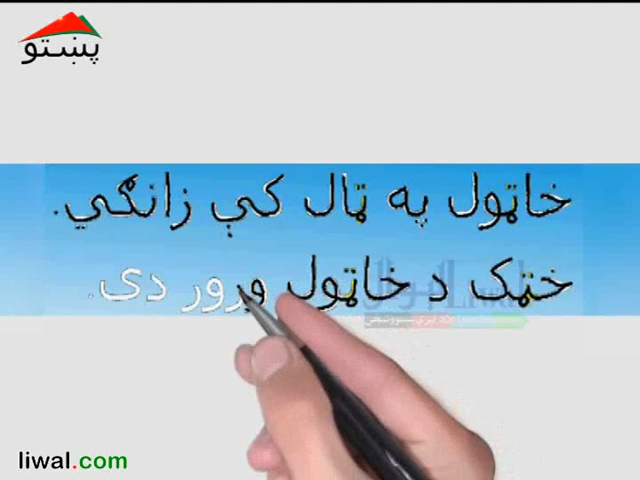 پښتو
خاټول په ټال کې زانګي.
خټک د خاټول ورور دی.
liwal.com